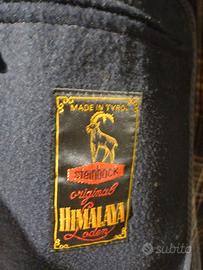 MADE IN TYROL
steinbock
original
HIMALAYA
Loden
subito